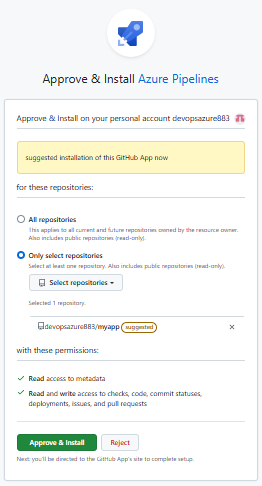 Approve & Install Azure Pipelines
Approve & Install on your personal account devopsazure883
suggested installation of this GitHub App now
for these repositories:
All repositories
This applies to all current and future repositories owned by the resource owner.
Also includes public repositories (read-only).
Only select repositories
Select at least one repository. Also includes public repositories (read-only).
Select repositories
Selected 1 repository.
devopsazure883/myapp suggested
with these permissions:
Read access to metadata
Read and write access to checks, code, commit statuses,
deployments, issues, and pull requests
Approve & Install Reject
Next: you'll be directed to the GitHub App's site to complete setup.